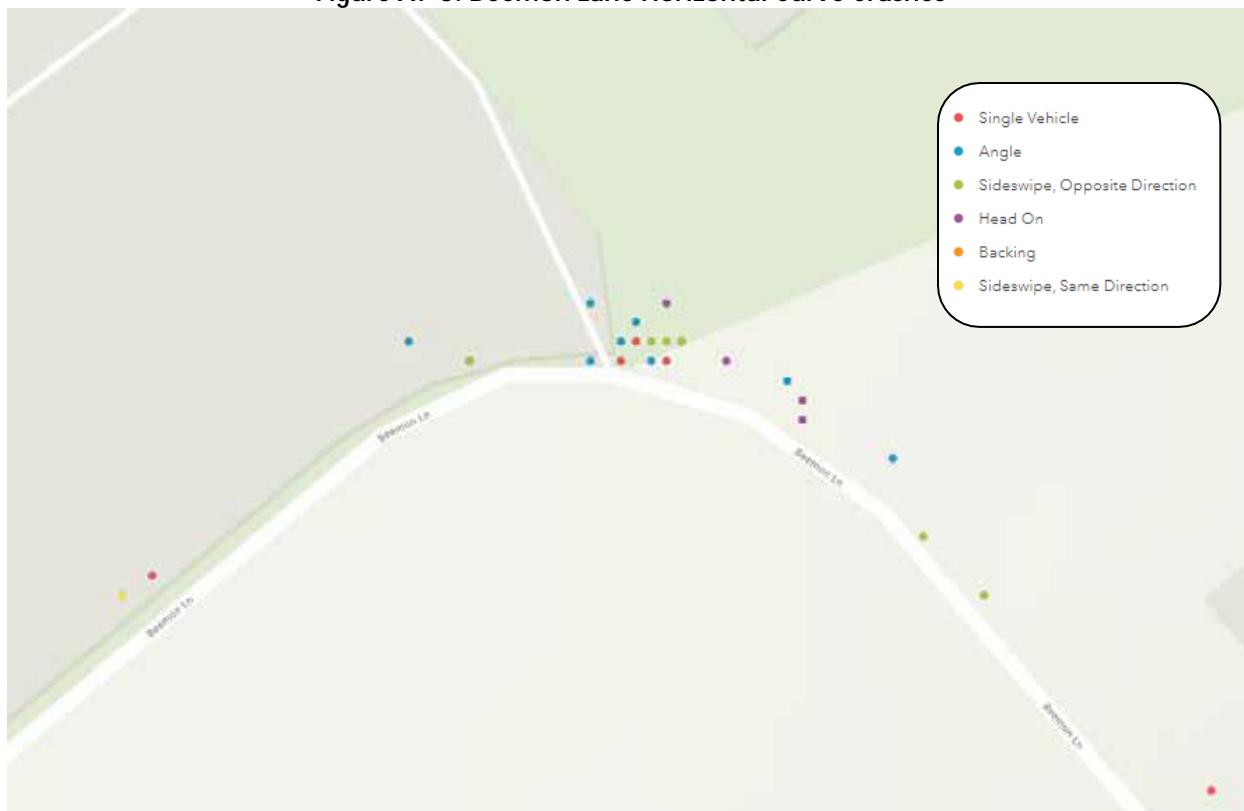 Single Vehicle
Angle
Sideswipe, Opposite Direction
Head On
Backing
Sideswipe, Same Direction
Beemon Ln
Beemon Ln
Beemon Ln
Beemon Ln